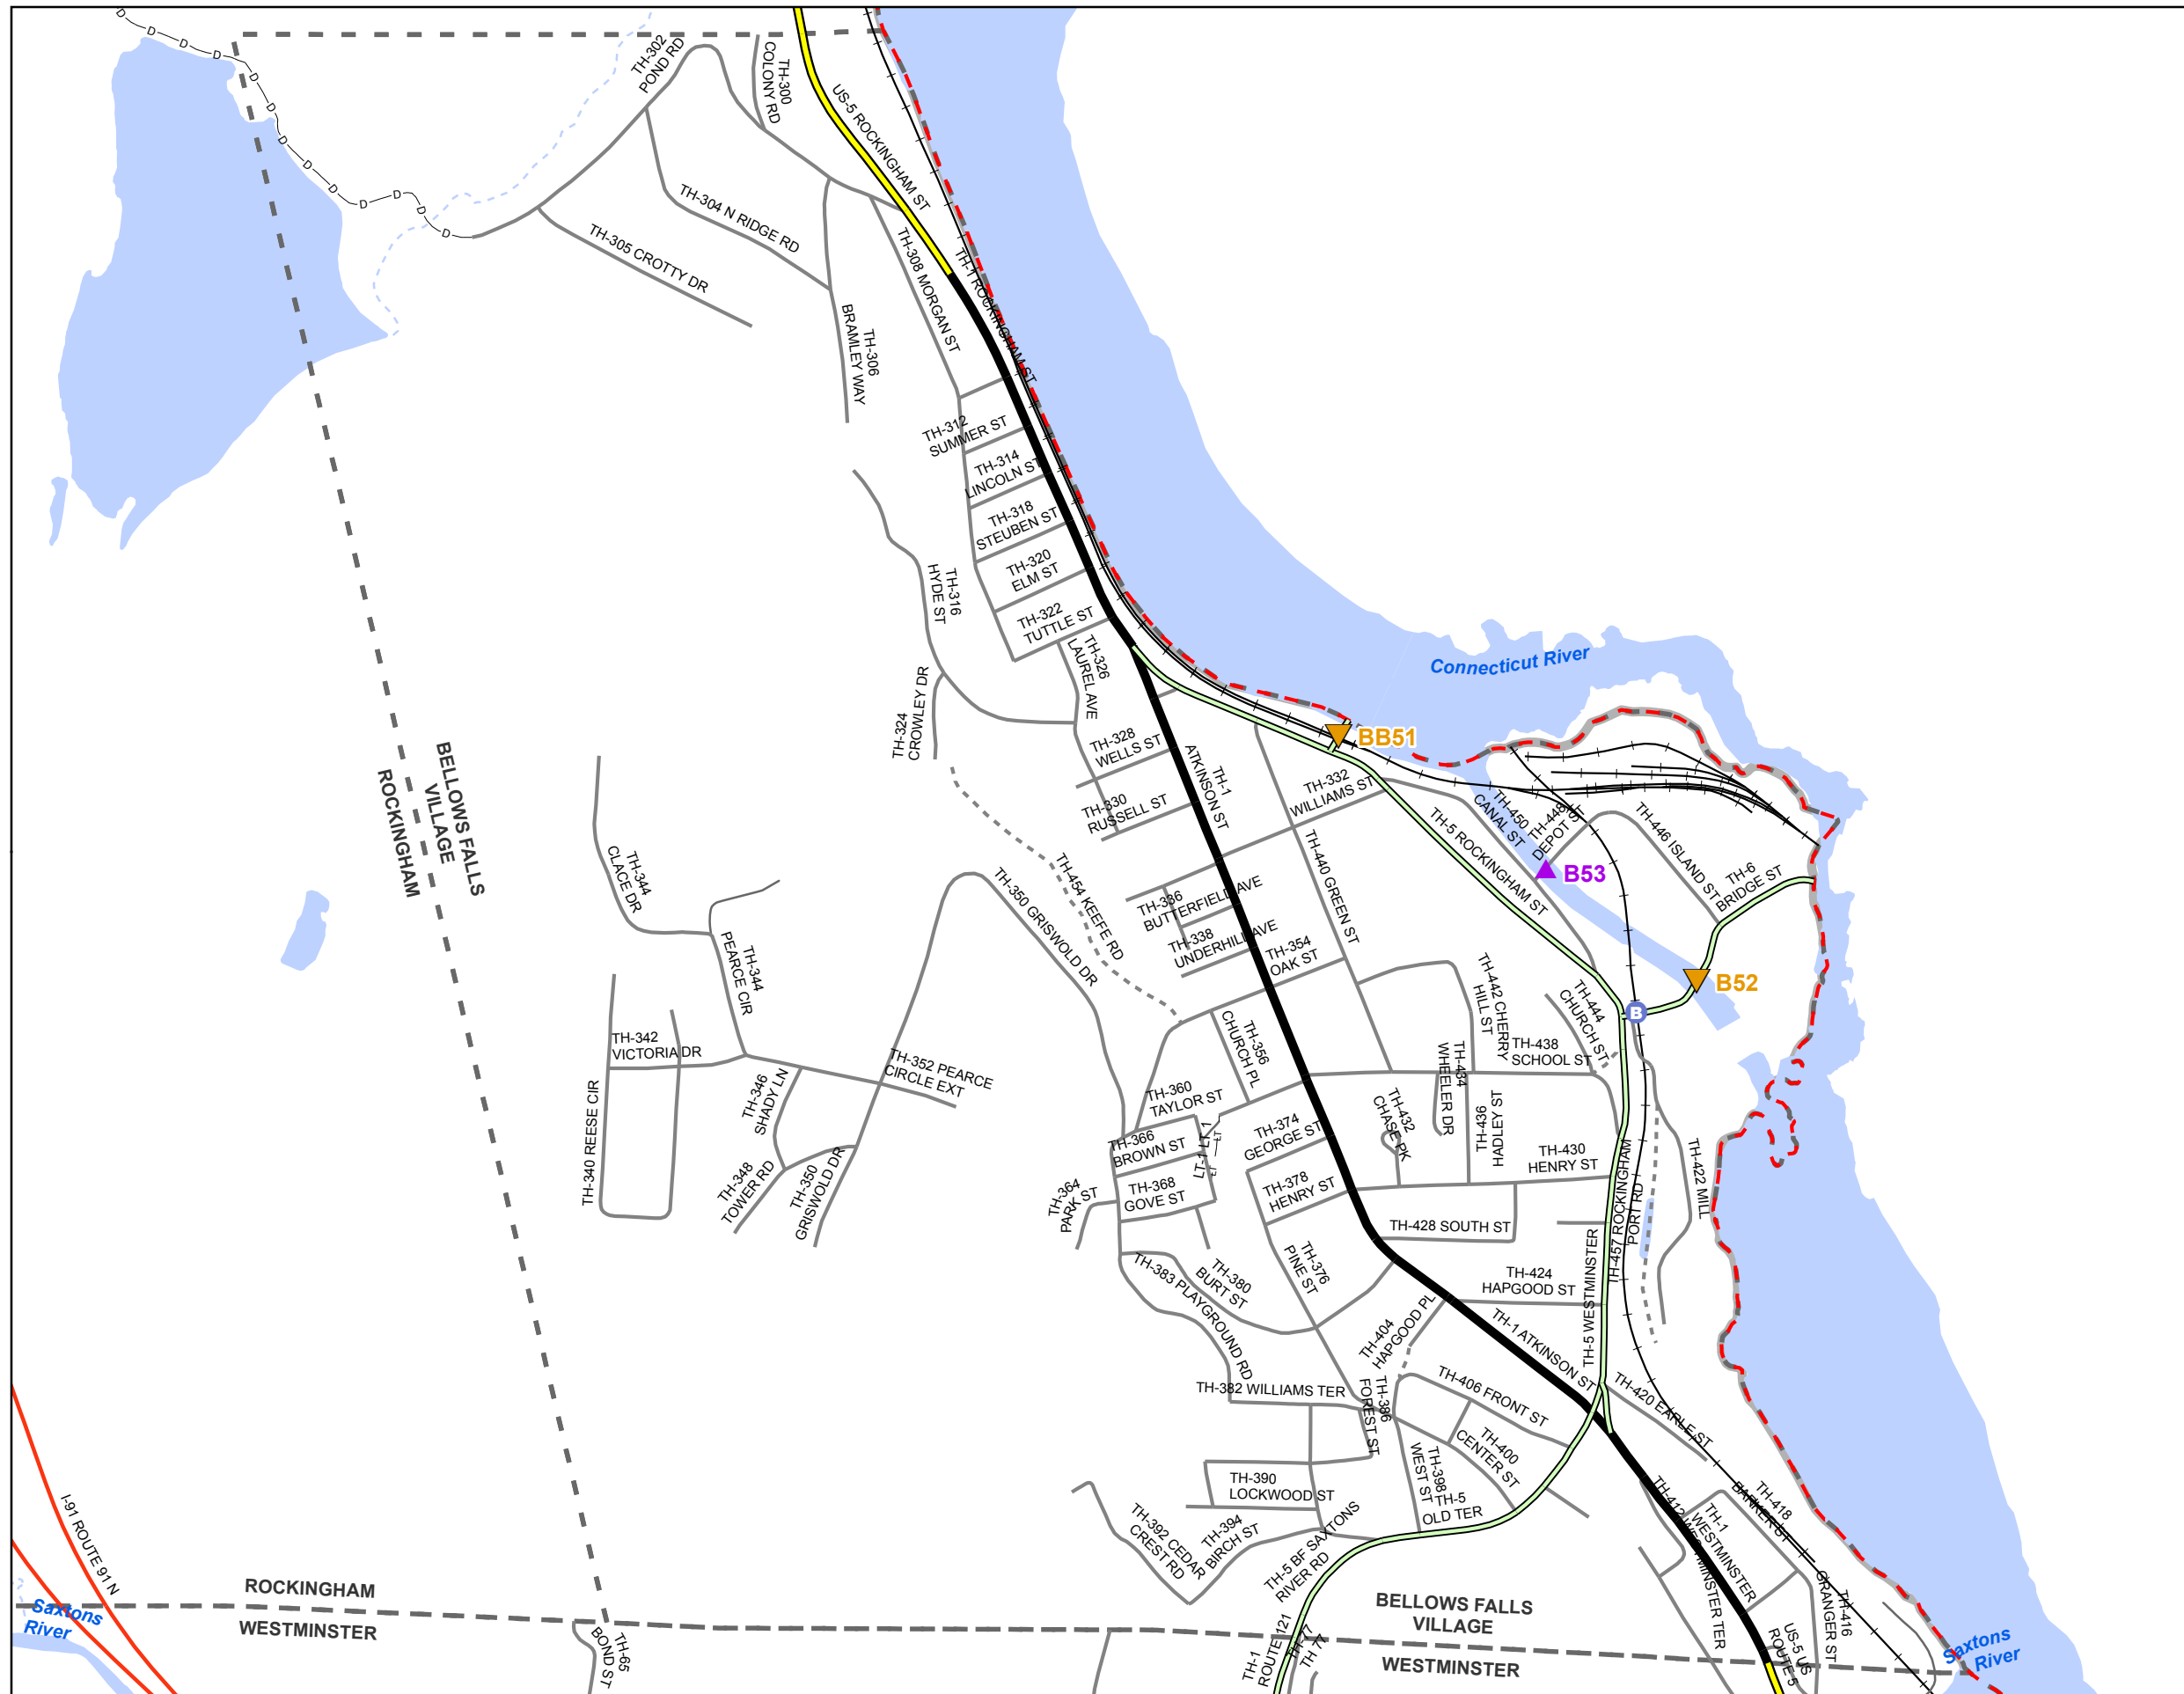 D D D D D D D D D D D D D D
TH-302
POND RD
TH-300
COLONY RD
US-5 ROCKINGHAM ST
TH-304 N RIDGE RD
TH-305 CROTTY DR
TH-308 MORGAN ST
TH-1 ROCKINGHAM ST
TH-306
BRAMLEY WAY
TH-312
SUMMER ST
TH-314
LINCOLN ST
TH-318
STEUBEN ST
TH-320
ELM ST
TH-316
HYDE ST
TH-322
TUTTLE ST
TH-326
LAUREL AVE
Connecticut River
TH-324
CROWLEY DR
TH-328
WELLS ST
BB51
TH-1
ATKINSON ST
TH-332
WILLIAMS ST
TH-330
RUSSELL ST
BELLOWS FALLS
VILLAGE
ROCKINGHAM
TH-450
CANAL ST
TH-448
DEPOT ST
TH-446 ISLAND ST
TH-5 ROCKINGHAM ST
TH-6
BRIDGE ST
B53
TH-344
CLACE DR
TH-454 KEEFE RD
TH-350 GRISWOLD DR
TH-440 GREEN ST
TH-336
BUTTERFIELD AVE
TH-338
UNDERHILL AVE
TH-354
OAK ST
TH-344
PEARCE CIR
TH-442 CHERRY
HILL ST
TH-444
CHURCH ST
B52
B
TH-342
VICTORIA DR
TH-352 PEARCE
CIRCLE EXT
TH-356
CHURCH PL
TH-438
SCHOOL ST
TH-434
WHEELER DR
TH-346
SHADY LN
TH-360
TAYLOR ST
TH-432
CHASE PK
TH-436
HADLEY ST
TH-340 REESE CIR
TH-366
BROWN ST
LT-1 LT-1
LT
LT
TH-374
GEORGE ST
TH-430
HENRY ST
TH-422 MILL
TH-348
TOWER RD
TH-350
GRISWOLD DR
TH-364
PARK ST
TH-368
GOVE ST
TH-378
HENRY ST
TH-457 ROCKINGHAM
PORT RD
TH-428 SOUTH ST
TH-383 PLAYGROUND RD
TH-380
BURT ST
TH-376
PINE ST
TH-424
HAPGOOD ST
TH-5 WESTMINSTER
TH-404
HAPGOOD PL
TH-1 ATKINSON ST
TH-382 WILLIAMS TER
TH-386
FOREST ST
TH-406 FRONT ST
TH-420 EARLE ST
TH-400
CENTER ST
TH-398
WEST ST
TH-390
LOCKWOOD ST
TH-5
OLD TER
TH-418
BARKER ST
TH-412 WESTMINSTER TER
TH-1
WESTMINSTER
TH-392 CEDAR
CREST RD
TH-394
BIRCH ST
TH-5 BF SAXTONS
RIVER RD
I-91 ROUTE 91 N
ROCKINGHAM
WESTMINSTER
Saxtons
River
TH-65
BOND ST
TH-1
ROUTE 121
TH-77
TH-77
BELLOWS FALLS
VILLAGE
WESTMINSTER
TH-416
GRANGER ST
US-5 US
ROUTE 5
Saxtons
River